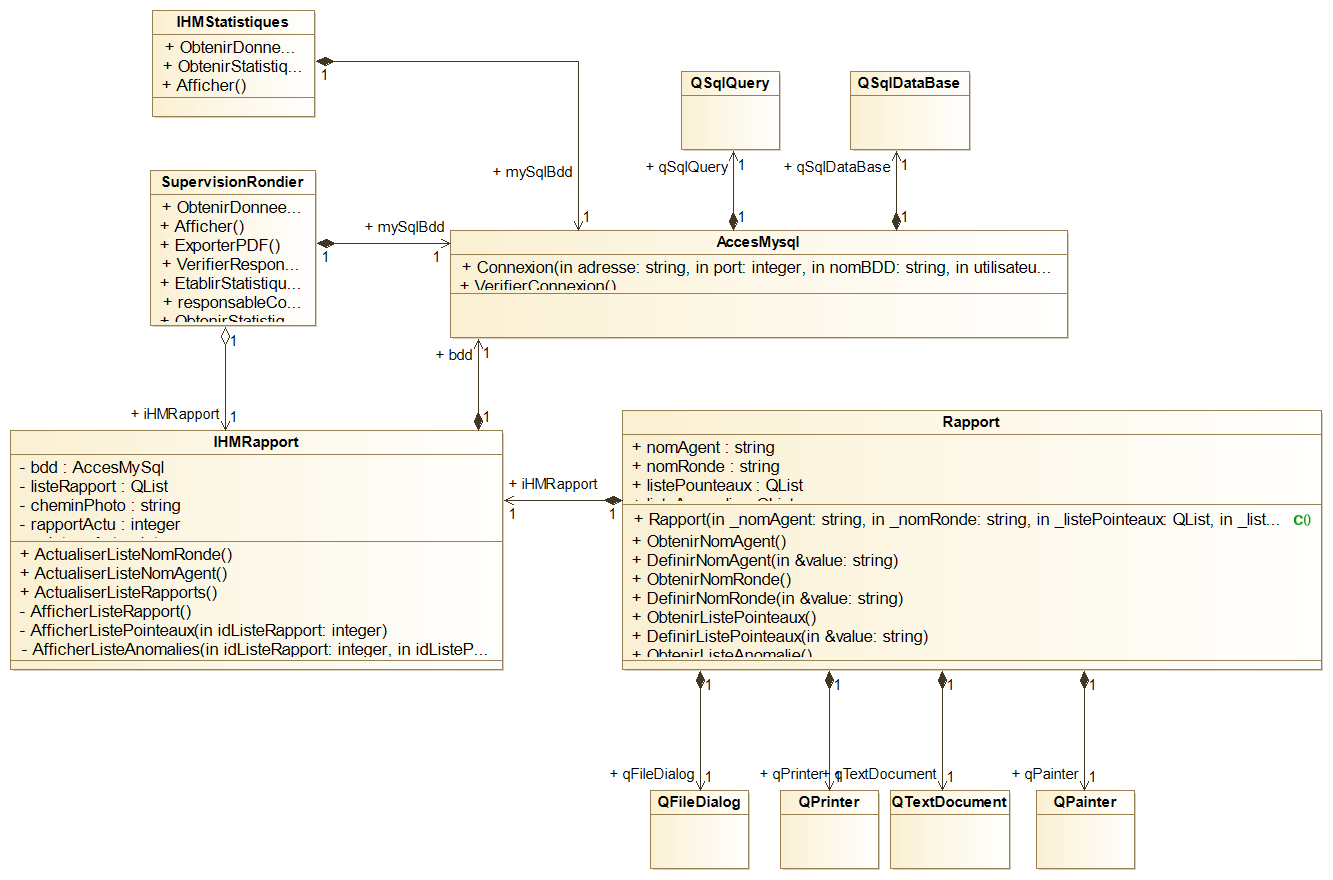 IHMStatistiques
+ ObtenirDonne...
+ ObtenirStatistiq...
+ Afficher()
1
+ mySqlBdd
1
QSqlQuery
+ qSqlQuery
1
1
QSqlDataBase
+ qSqlDataBase
1
1
SupervisionRondier
+ ObtenirDonnee...
+ Afficher()
+ ExporterPDF()
+ VerifierRespon...
+ EtablirStatistiqu...
+ responsableCo...
+ ObtenirStatistiq
1
+ mySqlBdd
1
AccesMysql
+ Connexion(in adresse: string, in port: integer, in nomBDD: string, in utilisateu...
+ VerifierConnexion()
1
+ iHMRapport
1
+ bdd
1
1
IHMRapport
- bdd : AccesMySql
- listeRapport : QList
- cheminPhoto : string
- rapportActu : integer
+ ActualiserListeNomRonde()
+ ActualiserListeNomAgent()
+ ActualiserListeRapports()
- AfficherListeRapport()
- AfficherListePointeaux(in idListeRapport: integer)
- AfficherListeAnomalies(in idListeRapport: integer, in idListeP...
+ iHMRapport
1
1
Rapport
+ nomAgent : string
+ nomRonde : string
+ listePounteaux : QList
+ Rapport(in _nomAgent: string, in _nomRonde: string, in _listePointeaux: QList, in _list... C()
+ ObtenirNomAgent()
+ DefinirNomAgent(in &value: string)
+ ObtenirNomRonde()
+ DefinirNomRonde(in &value: string)
+ ObtenirListePointeaux()
+ DefinirListePointeaux(in &value: string)
+ ObtenirListeAnomalie()
1
1
1
1
+ qFileDialog
1
+ qPrinter
1
+ qTextDocument
1
+ qPainter
1
QFileDialog
QPrinter
QTextDocument
QPainter